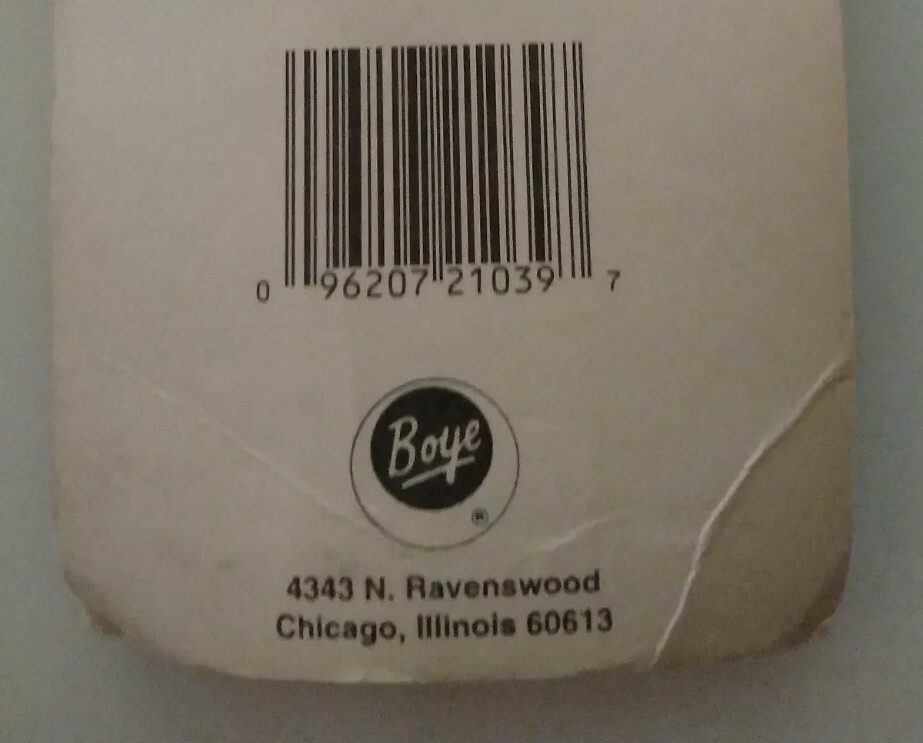 0 96207 21039 7
Boye
®
4343 N. Ravenswood
Chicago, Illinois 60613